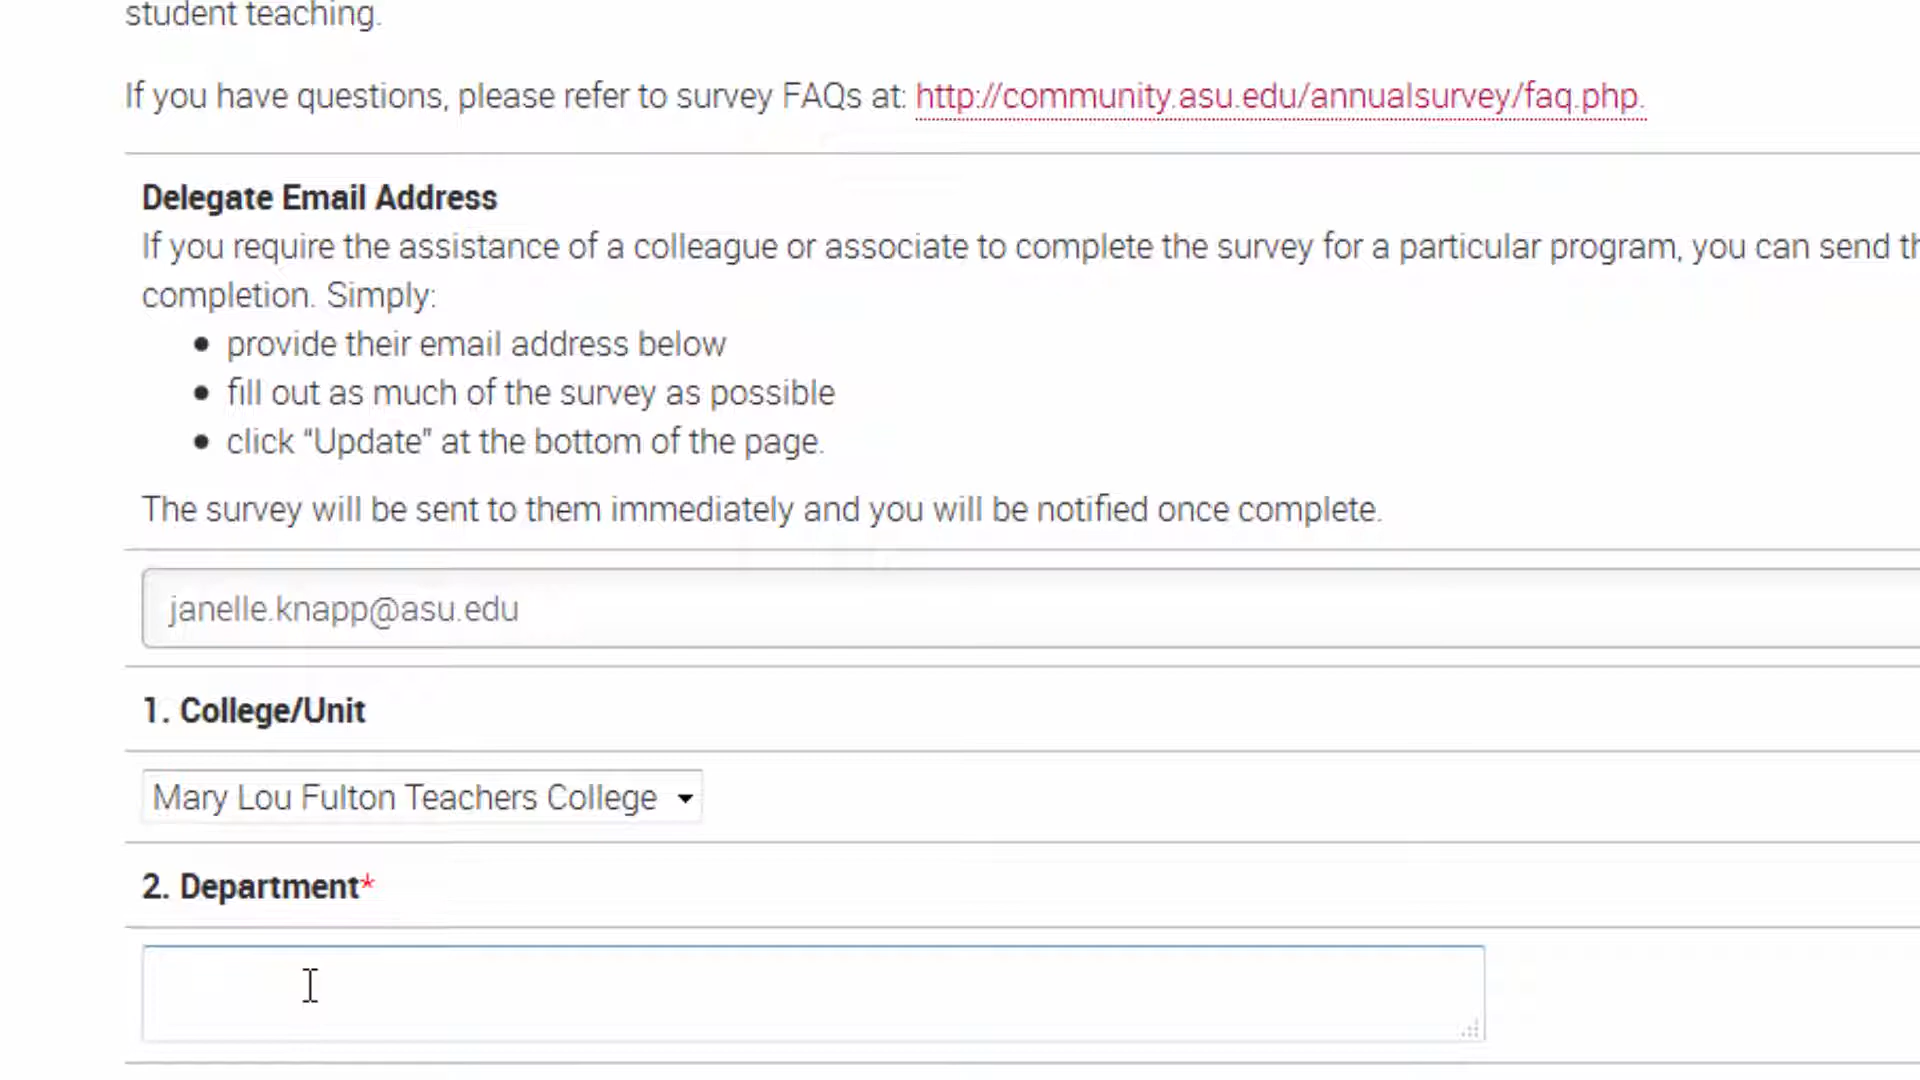 student teaching.
If you have questions, please refer to survey FAQs at: http://community.asu.edu/annualsurvey/faq.php.
Delegate Email Address
If you require the assistance of a colleague or associate to complete the survey for a particular program, you can send
completion. Simply:
• provide their email address below
• fill out as much of the survey as possible
• click “Update” at the bottom of the page.
The survey will be sent to them immediately and you will be notified once complete.
janelle.knapp@asu.edu
1. College/Unit
Mary Lou Fulton Teachers College
2. Department*